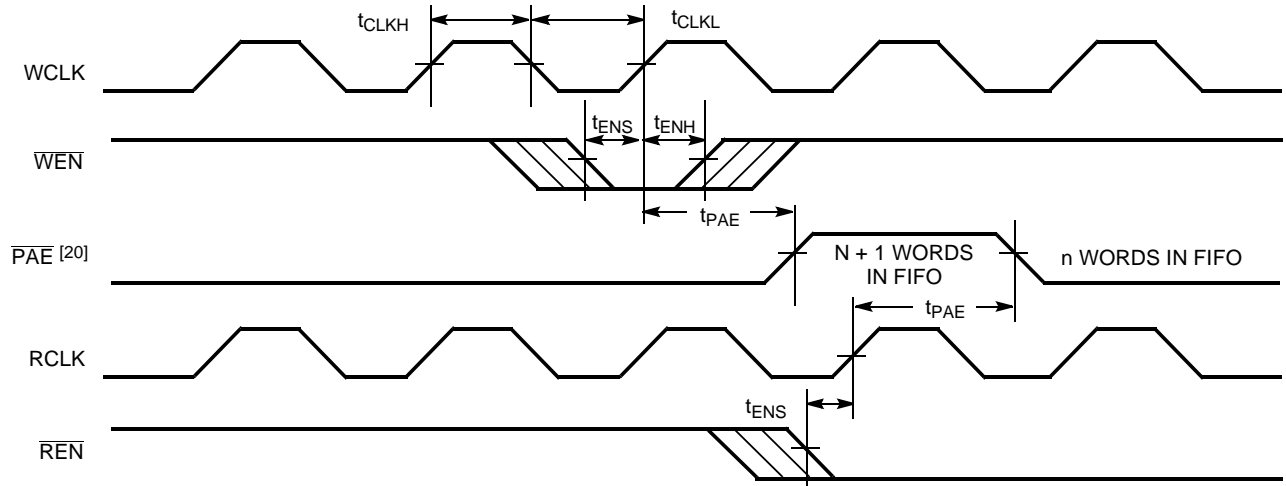 tCLKH
tCLKL
WCLK
tENS
tENH
WEN
tPAE
PAE [20]
N + 1 WORDS
IN FIFO
n WORDS IN FIFO
tPAE
RCLK
tENS
REN